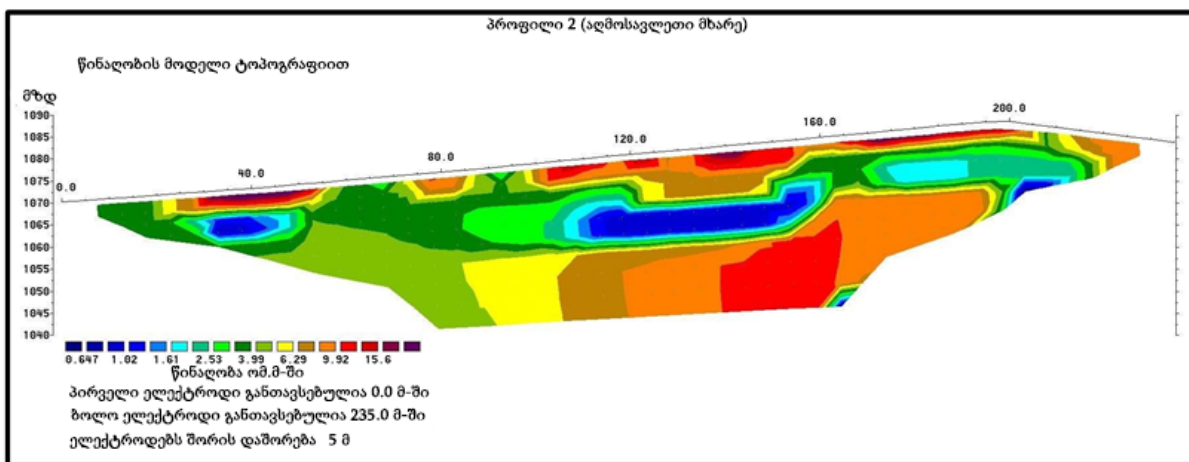 პროფილი 2 (აღმოსავლეთი მხარე)
წინაღობის მოდელი ტოპოგრაფიით
მზდ
1090
1085
1080
1075
1070
1065
1060
1055
1050
1045
1040
0.0
40.0
80.0
120.0
160.0
200.0
0.647 1.02 1.61 2.53 3.99 6.29 9.92 15.6
წინაღობა ომ.მ-ში
პირველი ელექტროდი განთავსებულია 0.0 მ-ში
ბოლო ელექტროდი განთავსებულია 235.0 მ-ში
ელექტროდებს შორის დაშორება 5 მ